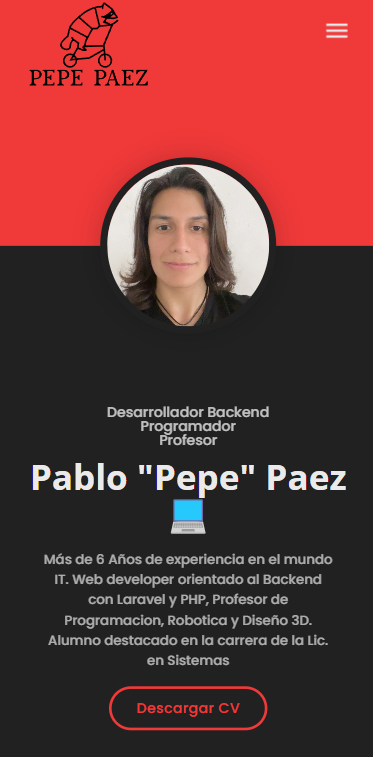 PEPE PAEZ
Desarrollador Backend
Programador
Profesor
Pablo "Pepe" Paez
Más de 6 Años de experiencia en el mundo
IT. Web developer orientado al Backend
con Laravel y PHP, Profesor de
Programacion, Robotica y Diseño 3D.
Alumno destacado en la carrera de la Lic.
en Sistemas
Descargar CV